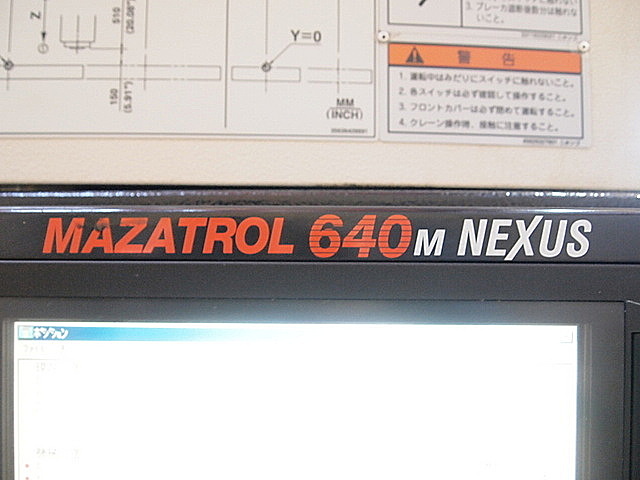 510
(20.08")
Z
Y=0
150
(5.91")
MM
(INCH)
ないこと。
警告
1. 運転中はみだりにスイッチに触れないこと。
2. 各スイッチは必ず確認して操作すること。
3. フロントカバーは必ず閉めて運転すること。
4. クレーン操作時、接触に注意すること。
MAZATROL 640M NEXUS
ポジション